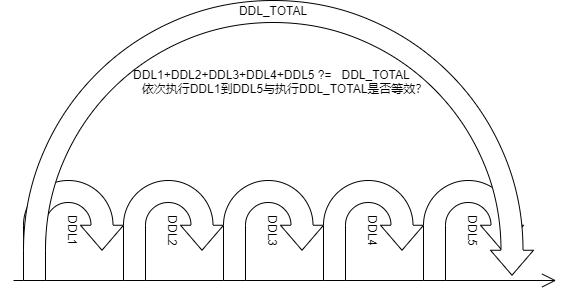 DDL_TOTAL
DDL1+DDL2+DDL3+DDL4+DDL5 ?= DDL_TOTAL
依次执行DDL1到DDL5与执行DDL_TOTAL是否等效?
DDL1
DDL2
DDL3
DDL4
DDL5